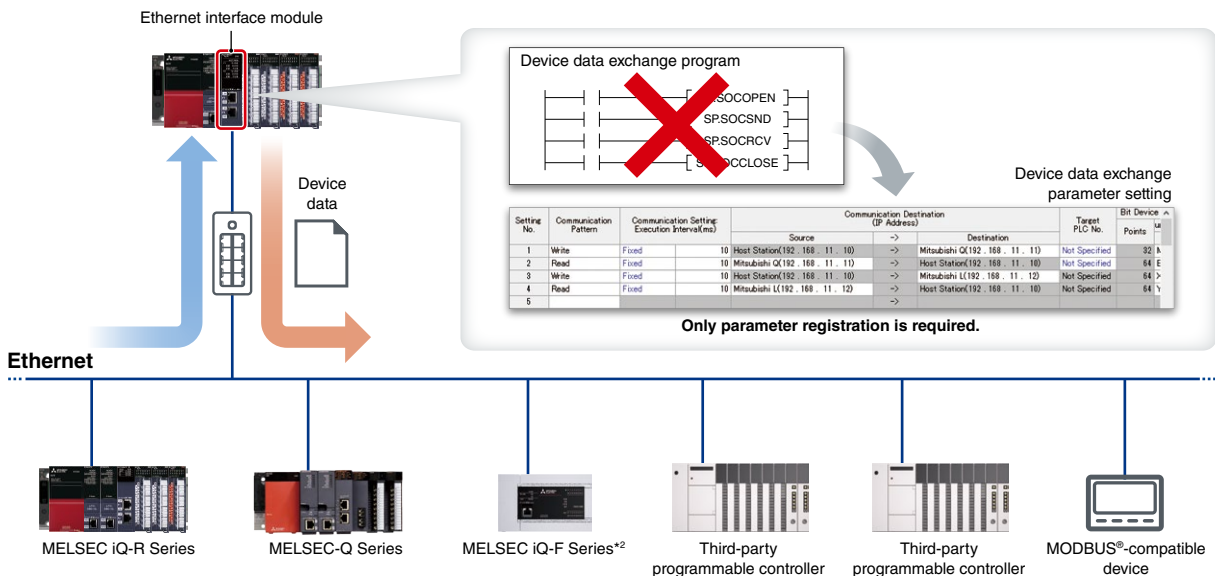 Ethernet interface module
Device data exchange program
SOCOPEN
SP.SOCSND
SP.SOCRCV
CCLOSE
Device data
Device data exchange
parameter setting
Setting No. Communication Pattern Communication Setting: Execution Interval(ms) Communication Destination (IP Address) Target PLC No. Bit Device
Source -> Destination Points
1 Write Fixed 10 Host Station(192 . 168 . 11 . 10) -> Mitsubishi Q(192 . 168 . 11 . 11) Not Specified 32
2 Read Fixed 10 Mitsubishi Q(192 . 168 . 11 . 11) -> Host Station(192 . 168 . 11 . 10) Not Specified 64
3 Write Fixed 10 Host Station(192 . 168 . 11 . 10) -> Mitsubishi L(192 . 168 . 11 . 12) Not Specified 64
4 Read Fixed 10 Mitsubishi L(192 . 168 . 11 . 12) -> Host Station(192 . 168 . 11 . 10) Not Specified 64
5 ->
Only parameter registration is required.
Ethernet
MELSEC iQ-R Series
MELSEC-Q Series
MELSEC iQ-F Series*2
Third-party
programmable controller
Third-party
programmable controller
MODBUS®-compatible
device